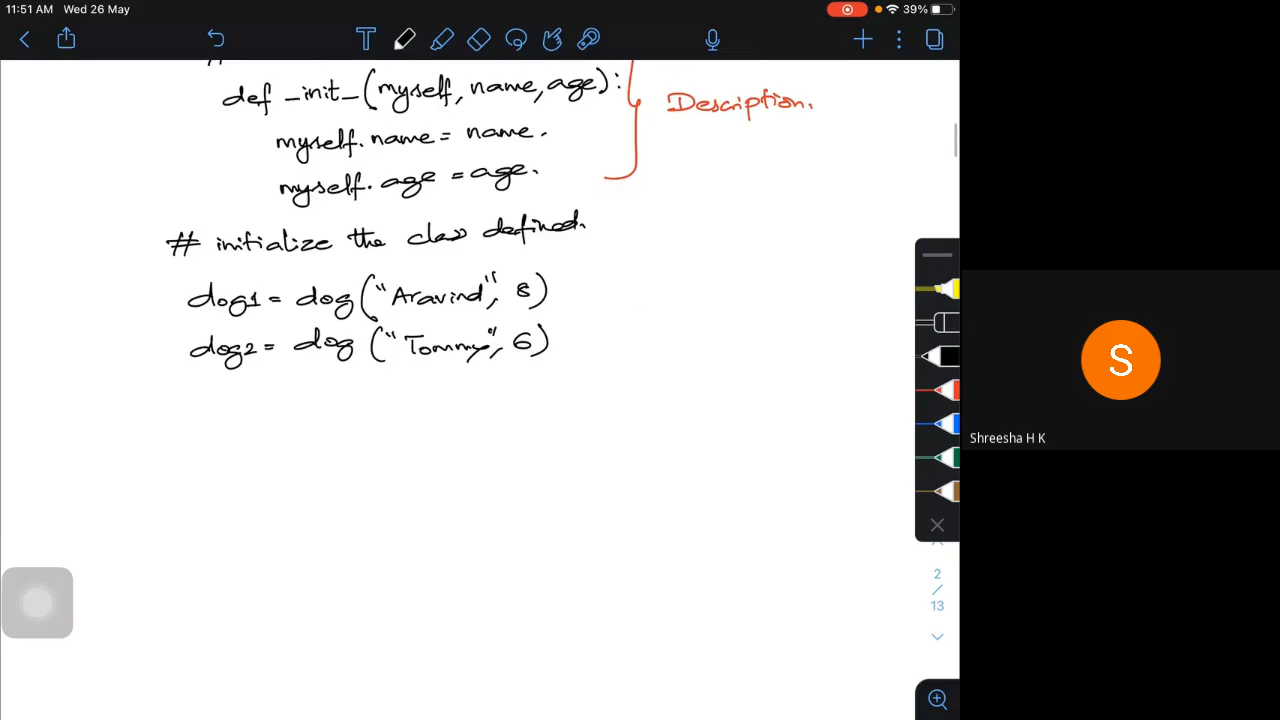 11:51 AM Wed 26 May
39%
def _init_(myself, name, age):
Description.
myself.name = name.
myself.age = age.
# initialize the class defined.
dog1 = dog("Aravind", 8)
dog2 = dog("Tommy", 6)
S
Shreesha H K
2
/
13